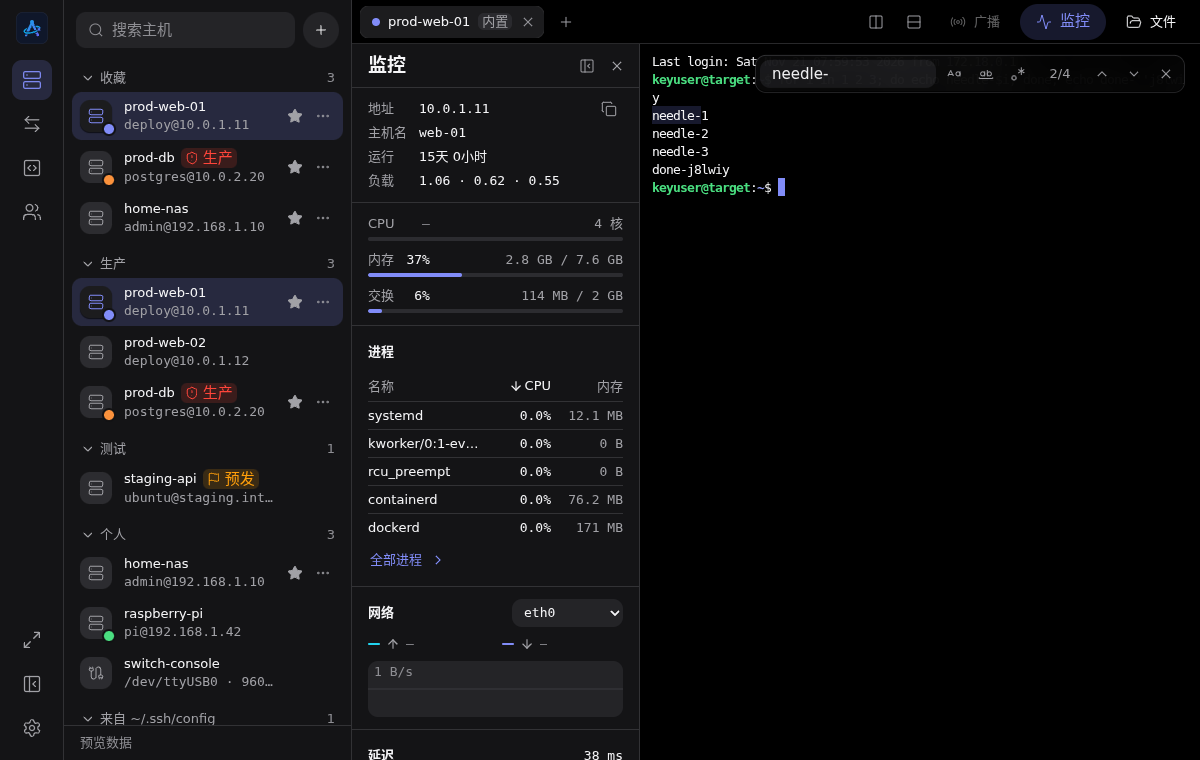 搜索主机
收藏 3
prod-web-01
deploy@10.0.1.11
prod-db 生产
postgres@10.0.2.20
home-nas
admin@192.168.1.10
生产 3
prod-web-01
deploy@10.0.1.11
prod-web-02
deploy@10.0.1.12
prod-db 生产
postgres@10.0.2.20
测试 1
staging-api 预发
ubuntu@staging.int…
个人 3
home-nas
admin@192.168.1.10
raspberry-pi
pi@192.168.1.42
switch-console
/dev/ttyUSB0 · 960…
来自 ~/.ssh/config 1
预览数据
prod-web-01 内置
广播 监控 文件
监控
地址 10.0.1.11
主机名 web-01
运行 15天 0小时
负载 1.06 · 0.62 · 0.55
CPU — 4 核
内存 37% 2.8 GB / 7.6 GB
交换 6% 114 MB / 2 GB
进程
名称 CPU 内存
systemd 0.0% 12.1 MB
kworker/0:1-ev… 0.0% 0 B
rcu_preempt 0.0% 0 B
containerd 0.0% 76.2 MB
dockerd 0.0% 171 MB
全部进程
网络 eth0
↑ — ↓ —
1 B/s
延迟 38 ms
Last login: Sat
keyuser@target:
y
needle-1
needle-2
needle-3
done-j8lwiy
keyuser@target:~$
needle- Aa ab 2/4